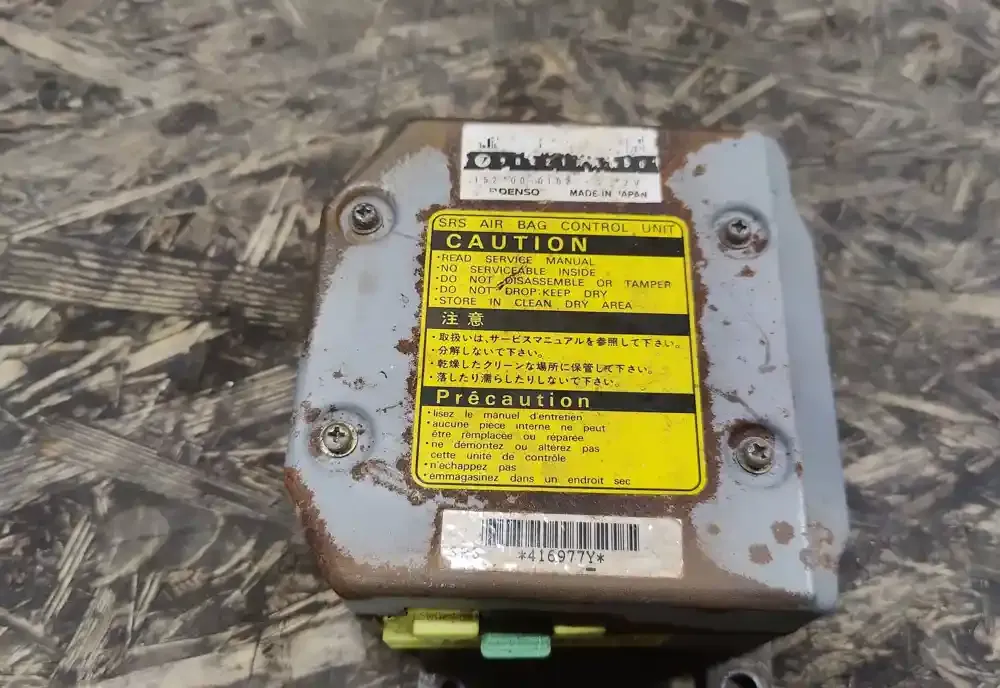 DENSO MADE IN JAPAN
SRS AIR BAG CONTROL UNIT
CAUTION
·READ SERVICE MANUAL
·NO SERVICEABLE INSIDE
·DO NOT DISASSEMBLE OR TAMPER
·DO NOT DROP:KEEP DRY
·STORE IN CLEAN DRY AREA
注意
・取扱いは、サービスマニュアルを参照して下さい。
・分解しないで下さい。
・乾燥したクリーンな場所に保管して下さい。
・落したり濡らしたりしないで下さい。
Précaution
·lisez le manuel d'entretien
·aucune pièce interne ne peut
être remplacée ou réparée
·ne démontez ou altérez pas
cette unité de contrôle
·n'échappez pas
·emmagasinez dans un endroit sec
SRS *416977Y*